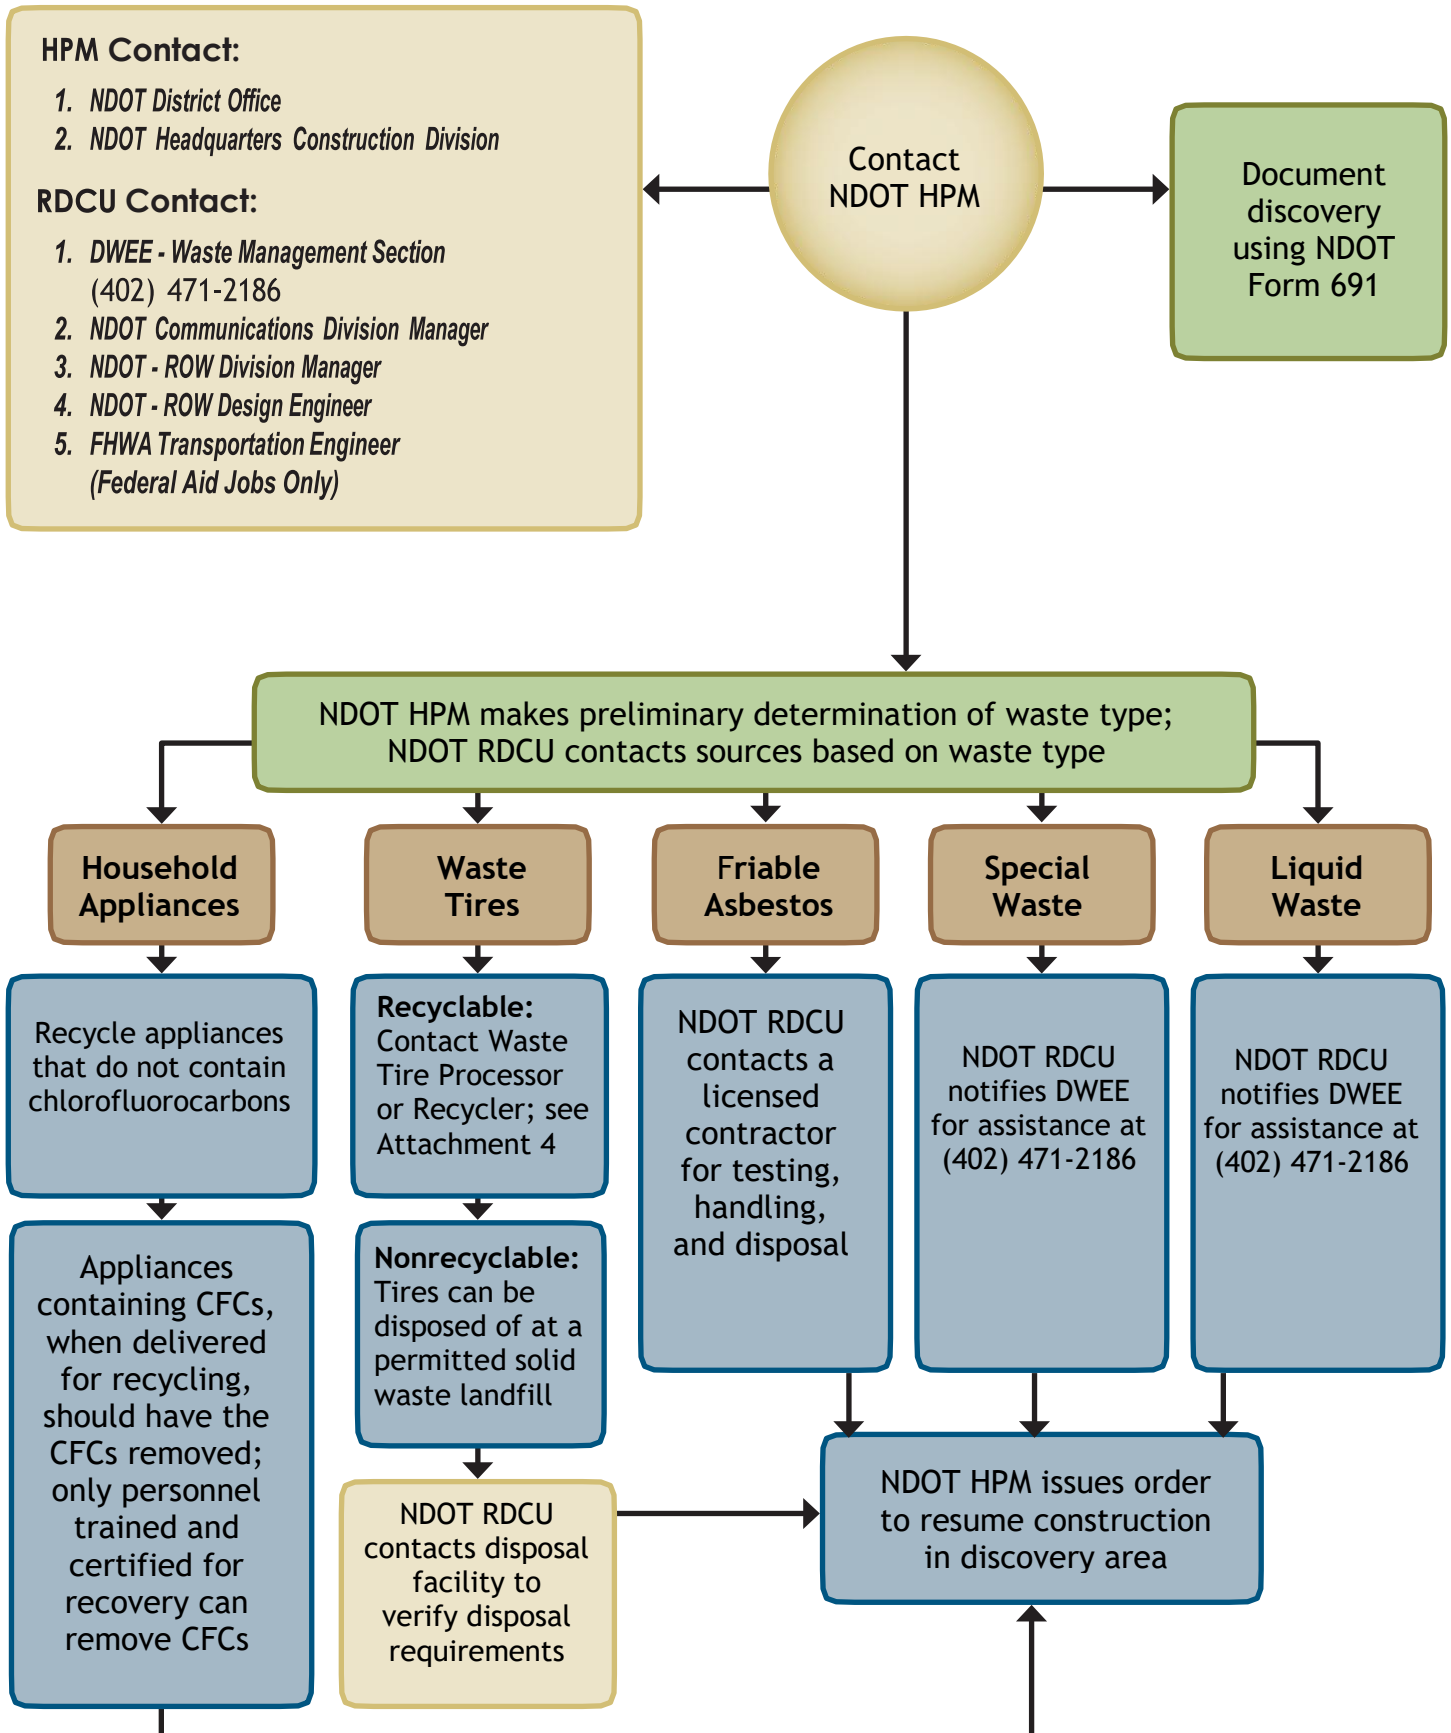 HPM Contact:
1. NDOT District Office
2. NDOT Headquarters Construction Division
RDCU Contact:
1. DWEE - Waste Management Section
(402) 471-2186
2. NDOT Communications Division Manager
3. NDOT - ROW Division Manager
4. NDOT - ROW Design Engineer
5. FHWA Transportation Engineer
(Federal Aid Jobs Only)
Contact
NDOT HPM
Document
discovery
using NDOT
Form 691
NDOT HPM makes preliminary determination of waste type;
NDOT RDCU contacts sources based on waste type
Household
Appliances
Waste
Tires
Friable
Asbestos
Special
Waste
Liquid
Waste
Recycle appliances
that do not contain
chlorofluorocarbons
Recyclable:
Contact Waste
Tire Processor
or Recycler; see
Attachment 4
NDOT RDCU
contacts a
licensed
contractor
for testing,
handling,
and disposal
NDOT RDCU
notifies DWEE
for assistance at
(402) 471-2186
NDOT RDCU
notifies DWEE
for assistance at
(402) 471-2186
Appliances
containing CFCs,
when delivered
for recycling,
should have the
CFCs removed;
only personnel
trained and
certified for
recovery can
remove CFCs
Nonrecyclable:
Tires can be
disposed of at a
permitted solid
waste landfill
NDOT RDCU
contacts disposal
facility to
verify disposal
requirements
NDOT HPM issues order
to resume construction
in discovery area